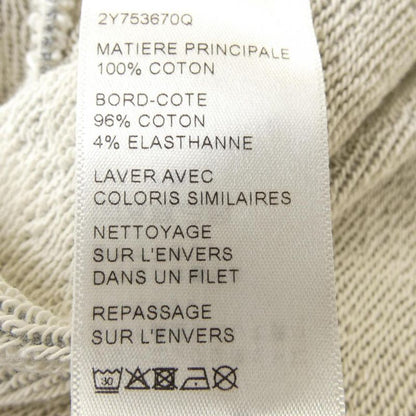 2Y753670Q
MATIERE PRINCIPALE
100% COTON
BORD-COTE
96% COTON
4% ELASTHANNE
LAVER AVEC
COLORIS SIMILAIRES
NETTOYAGE
SUR L'ENVERS
DANS UN FILET
REPASSAGE
SUR L'ENVERS
30